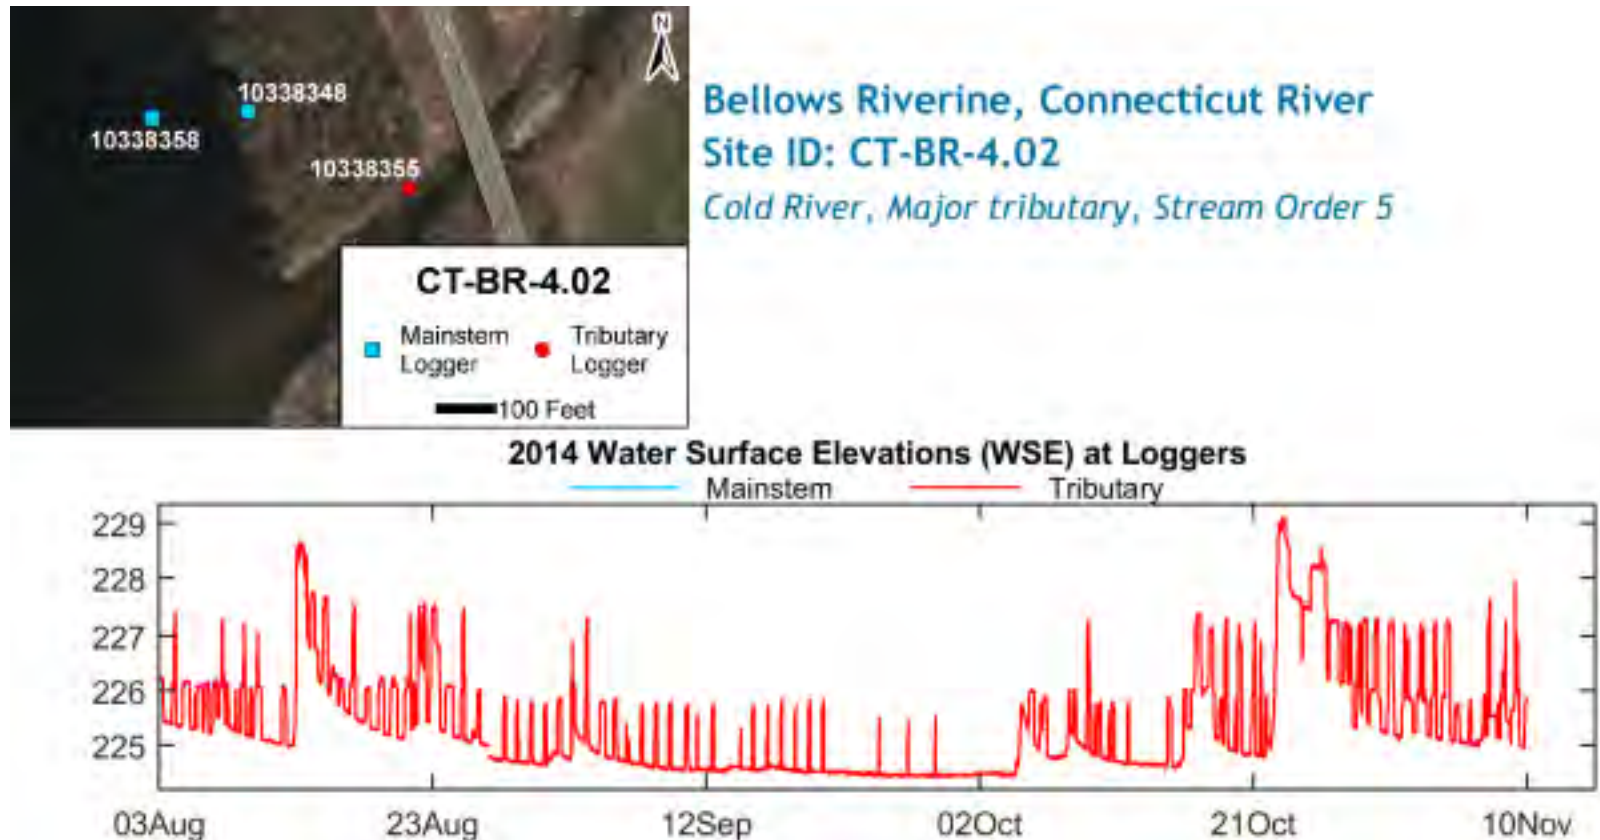 N
10338348
10338358
10338355
CT-BR-4.02
Mainstem Logger
Tributary Logger
100 Feet
Bellows Riverine, Connecticut River
Site ID: CT-BR-4.02
Cold River, Major tributary, Stream Order 5
2014 Water Surface Elevations (WSE) at Loggers
Mainstem Tributary
229
228
227
226
225
03Aug 23Aug 12Sep 02Oct 21Oct 10Nov